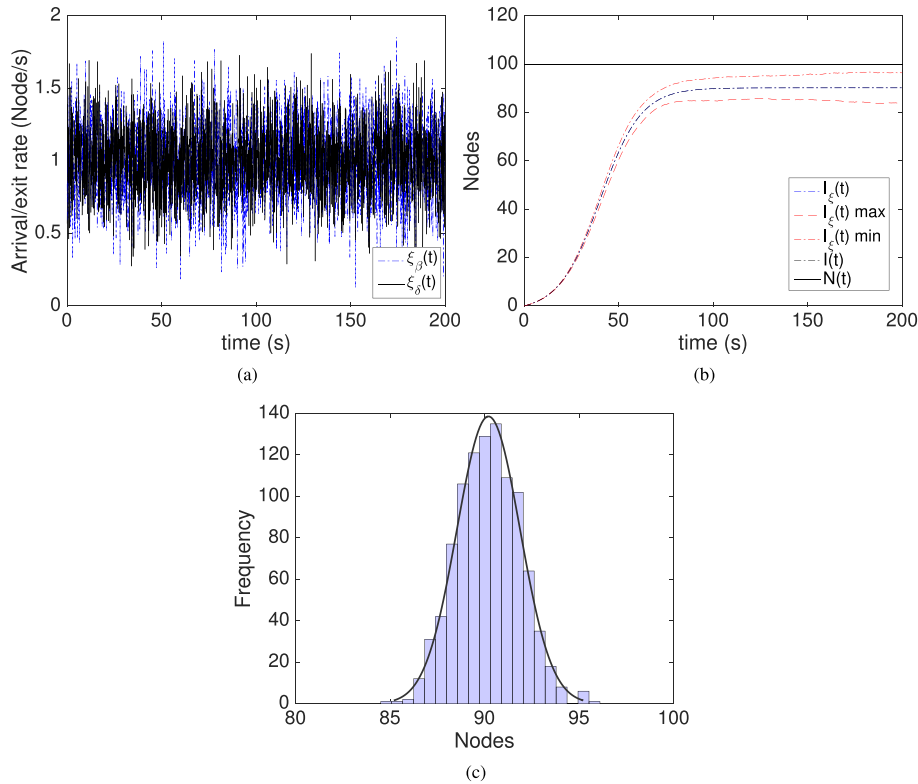 2
1.5
1
0.5
0
Arrival/exit rate (Node/s)
ξβ(t)
ξδ(t)
0 50 100 150 200
time (s)
(a)
120
100
80
60
40
20
0
Nodes
Iξ(t)
Iξ(t) max
Iξ(t) min
I(t)
N(t)
0 50 100 150 200
time (s)
(b)
140
120
100
80
60
40
20
0
Frequency
80 85 90 95 100
Nodes
(c)